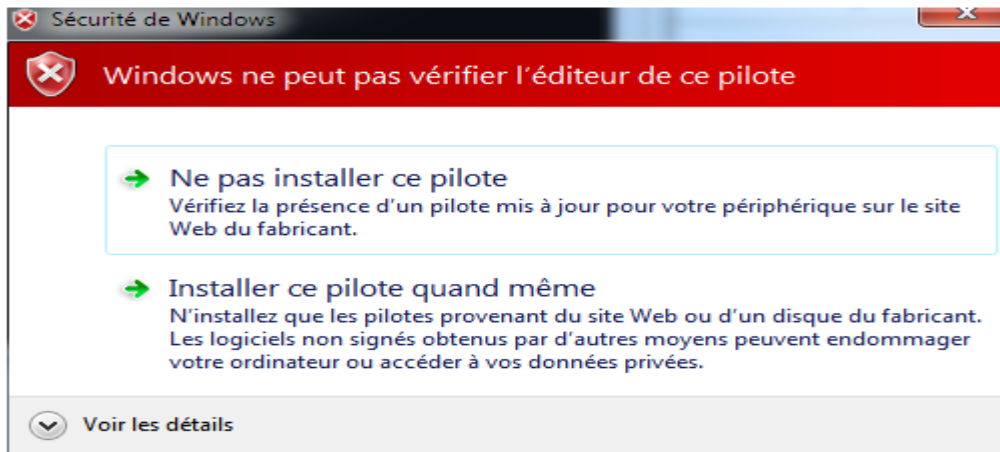 Sécurité de Windows
Windows ne peut pas vérifier l’éditeur de ce pilote
Ne pas installer ce pilote
Vérifiez la présence d’un pilote mis à jour pour votre périphérique sur le site
Web du fabricant.
Installer ce pilote quand même
N’installez que les pilotes provenant du site Web ou d’un disque du fabricant.
Les logiciels non signés obtenus par d’autres moyens peuvent endommager
votre ordinateur ou accéder à vos données privées.
Voir les détails